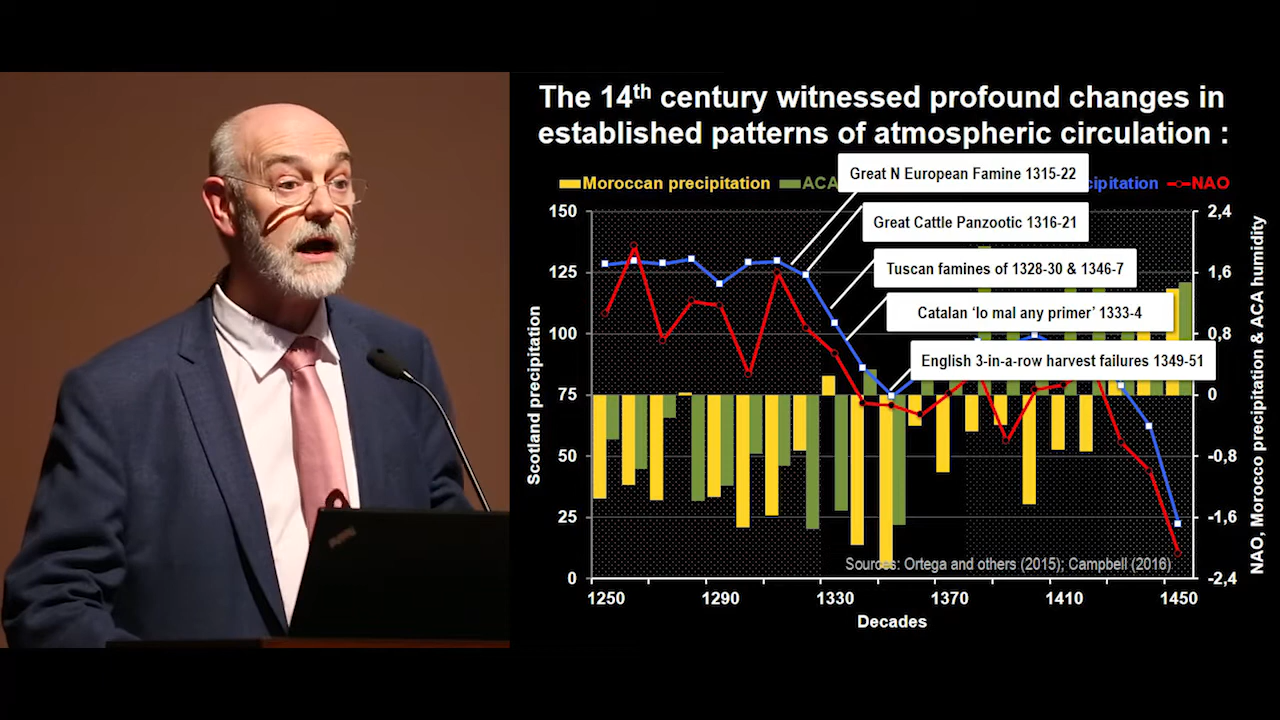 The 14th century witnessed profound changes in
established patterns of atmospheric circulation :
Moroccan precipitation ACA NAO
Great N European Famine 1315-22
Great Cattle Panzootic 1316-21
Tuscan famines of 1328-30 & 1346-7
Catalan ‘lo mal any primer’ 1333-4
English 3-in-a-row harvest failures 1349-51
Scotland precipitation
150
125
100
75
50
25
0
2,4
1,6
0,8
0
-0,8
-1,6
-2,4
NAO, Morocco precipitation & ACA humidity
Sources: Ortega and others (2015); Campbell (2016)
1250 1290 1330 1370 1410 1450
Decades